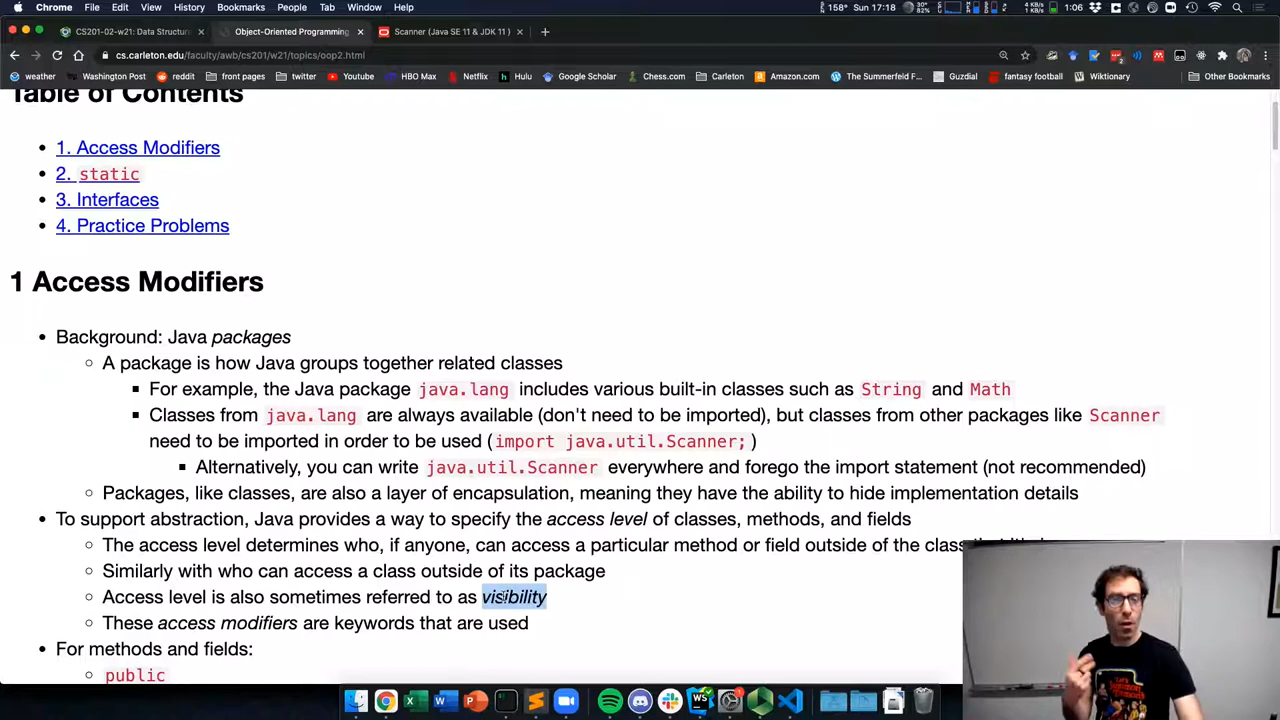 Chrome File Edit View History Bookmarks People Tab Window Help 158° Sun 17:18 30% 82° 4 KB/s 1 KB/s 1:06
CS201-02-w21: Data Structur Object-Oriented Programming Scanner (Java SE 11 & JDK 11 )
cs.carleton.edu/faculty/awb/cs201/w21/topics/oop2.html
weather Washington Post reddit front pages twitter YouTube HBO Max Netflix Hulu Google Scholar Chess.com Carleton Amazon.com The Summerfeld F... Guzdial fantasy football Wiktionary Other Bookmarks
Table of Contents
• 1. Access Modifiers
• 2. static
• 3. Interfaces
• 4. Practice Problems
1 Access Modifiers
• Background: Java packages
◦ A package is how Java groups together related classes
▪ For example, the Java package java.lang includes various built-in classes such as String and Math
▪ Classes from java.lang are always available (don't need to be imported), but classes from other packages like Scanner
need to be imported in order to be used (import java.util.Scanner;)
▪ Alternatively, you can write java.util.Scanner everywhere and forego the import statement (not recommended)
◦ Packages, like classes, are also a layer of encapsulation, meaning they have the ability to hide implementation details
• To support abstraction, Java provides a way to specify the access level of classes, methods, and fields
◦ The access level determines who, if anyone, can access a particular method or field outside of the class
◦ Similarly with who can access a class outside of its package
◦ Access level is also sometimes referred to as visibility
◦ These access modifiers are keywords that are used
• For methods and fields:
◦ public